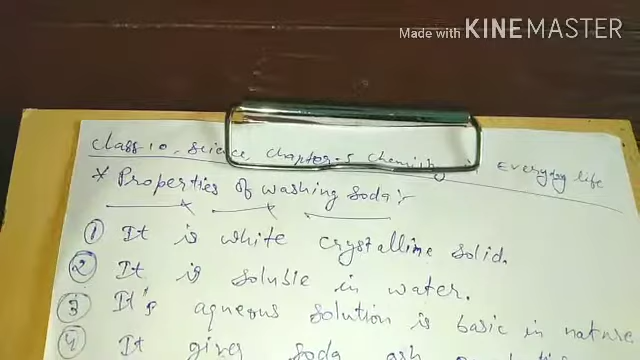 Made with KINEMASTER
class 10, science, chapter-5 chemistry Everyday life
* Properties of washing soda:-
① It is white crystalline solid.
② It is soluble in water.
③ It's aqueous solution is basic in nature
④ It gives soda ash